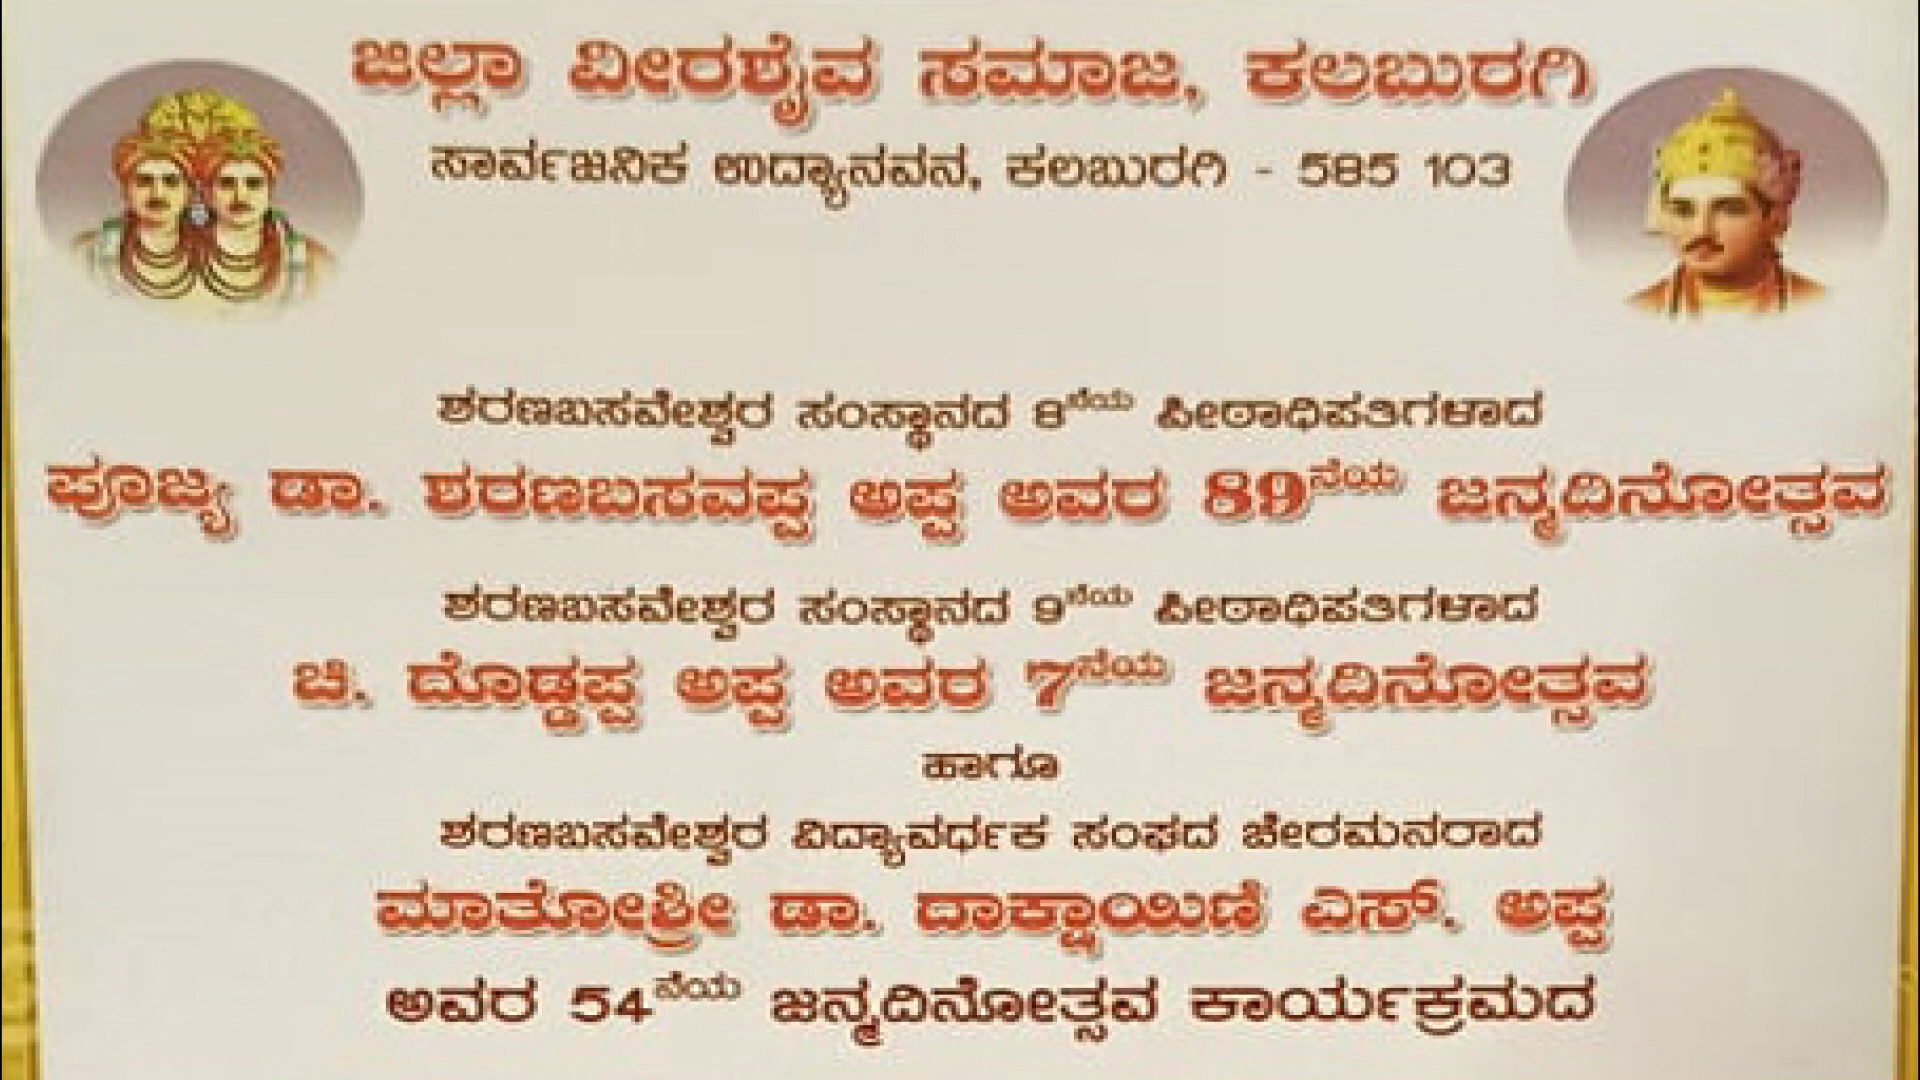 ಜಿಲ್ಲಾ ವೀರಶೈವ ಸಮಾಜ, ಕಲಬುರಗಿ
ಸಾರ್ವಜನಿಕ ಉದ್ಯಾನವನ, ಕಲಬುರಗಿ - 585 103
ಶರಣಬಸವೇಶ್ವರ ಸಂಸ್ಥಾನದ 8ನೆಯ ಪೀಠಾಧಿಪತಿಗಳಾದ
ಪೂಜ್ಯ ಡಾ. ಶರಣಬಸವಪ್ಪ ಅಪ್ಪ ಅವರ 89ನೆಯ ಜನ್ಮದಿನೋತ್ಸವ
ಶರಣಬಸವೇಶ್ವರ ಸಂಸ್ಥಾನದ 9ನೆಯ ಪೀಠಾಧಿಪತಿಗಳಾದ
ಚಿ. ದೊಡ್ಡಪ್ಪ ಅಪ್ಪ ಅವರ 7ನೆಯ ಜನ್ಮದಿನೋತ್ಸವ
ಹಾಗೂ
ಶರಣಬಸವೇಶ್ವರ ವಿದ್ಯಾವರ್ಧಕ ಸಂಘದ ಚೇರಮನರಾದ
ಮಾತೋಶ್ರೀ ಡಾ. ದಾಕ್ಷಾಯಿಣಿ ಎಸ್. ಅಪ್ಪ
ಅವರ 54ನೆಯ ಜನ್ಮದಿನೋತ್ಸವ ಕಾರ್ಯಕ್ರಮದ